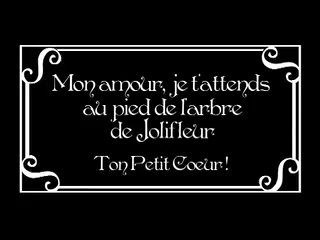 Mon amour, je t'attends
au pied de l'arbre
de Jolifleur
Ton Petit Coeur !